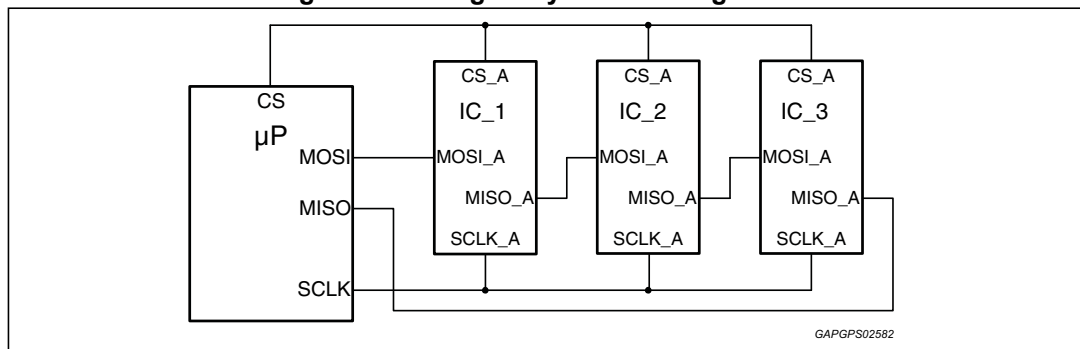 CS
µP
MOSI
MISO
SCLK
CS_A
IC_1
MOSI_A
MISO_A
SCLK_A
CS_A
IC_2
MOSI_A
MISO_A
SCLK_A
CS_A
IC_3
MOSI_A
MISO_A
SCLK_A
GAPGPS02582